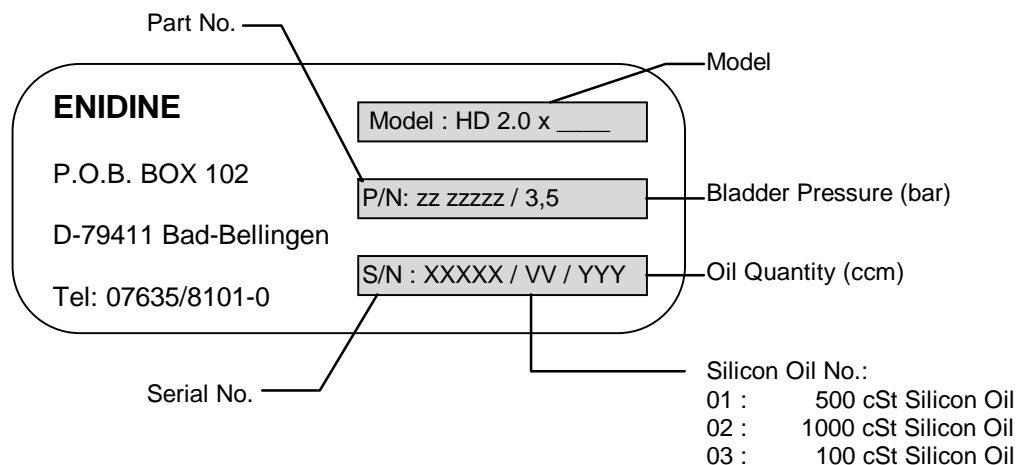 Part No.
Model
ENIDINE
Model : HD 2.0 x ____
P.O.B. BOX 102
P/N: zz zzzzz / 3,5
Bladder Pressure (bar)
D-79411 Bad-Bellingen
S/N : XXXXX / VV / YYY
Oil Quantity (ccm)
Tel: 07635/8101-0
Serial No.
Silicon Oil No.:
01 : 500 cSt Silicon Oil
02 : 1000 cSt Silicon Oil
03 : 100 cSt Silicon Oil